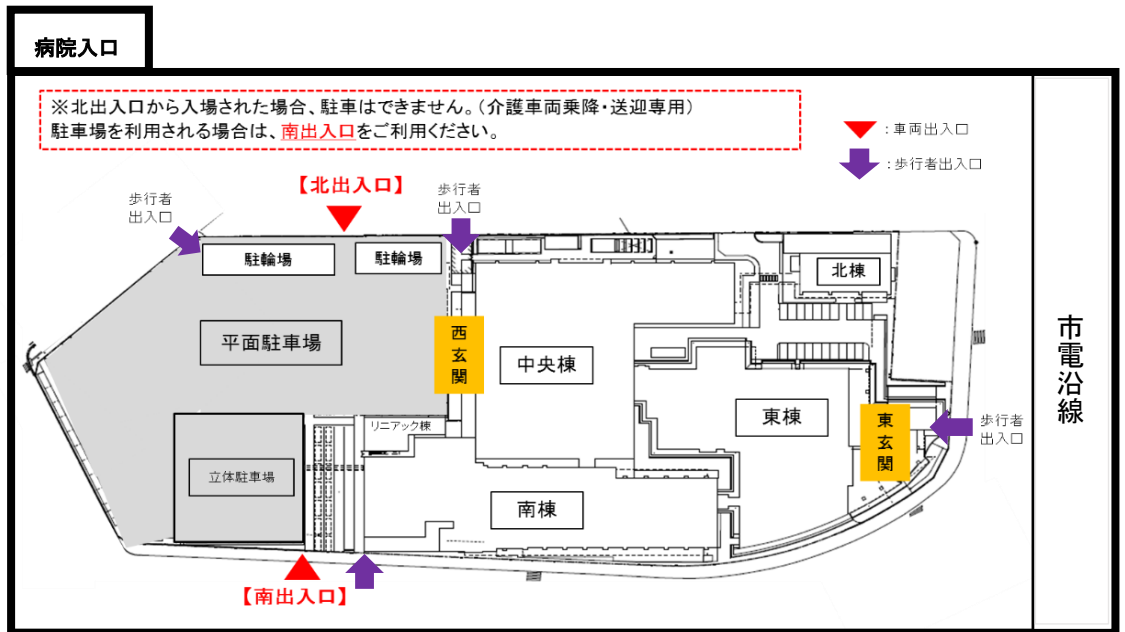 病院入口
※北出入口から入場された場合、駐車はできません。(介護車両乗降・送迎専用)
駐車場を利用される場合は、南出入口をご利用ください。
:車両出入口
:歩行者出入口
【北出入口】
歩行者
出入口
歩行者
出入口
駐輪場
駐輪場
北棟
平面駐車場
西玄関
中央棟
市電沿線
リニアック棟
東棟
東玄関
歩行者
出入口
立体駐車場
南棟
【南出入口】